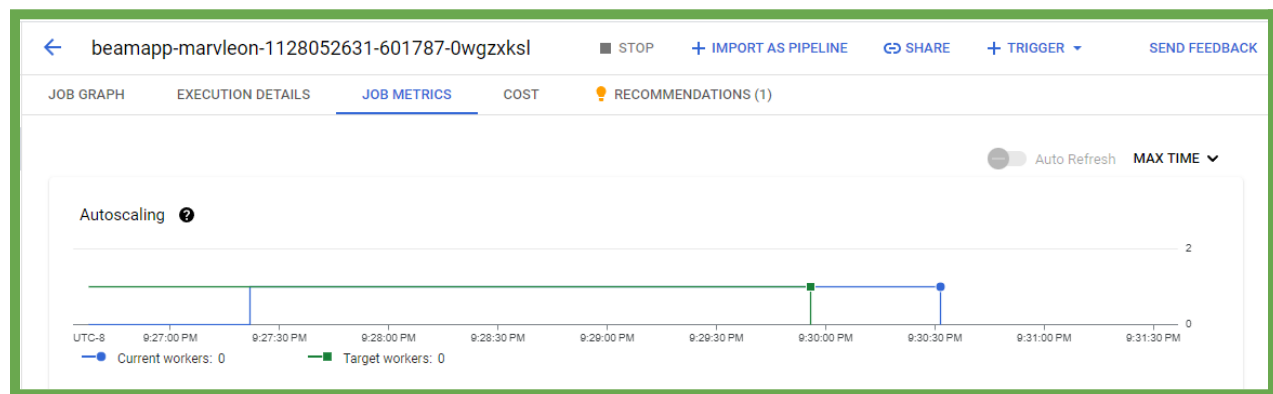 beamapp-marvleon-1128052631-601787-0wgzxksl STOP IMPORT AS PIPELINE SHARE TRIGGER SEND FEEDBACK
JOB GRAPH EXECUTION DETAILS JOB METRICS COST RECOMMENDATIONS (1)
Auto Refresh MAX TIME
Autoscaling ?
2
0
UTC-8 9:27:00 PM 9:27:30 PM 9:28:00 PM 9:28:30 PM 9:29:00 PM 9:29:30 PM 9:30:00 PM 9:30:30 PM 9:31:00 PM 9:31:30 PM
Current workers: 0 Target workers: 0